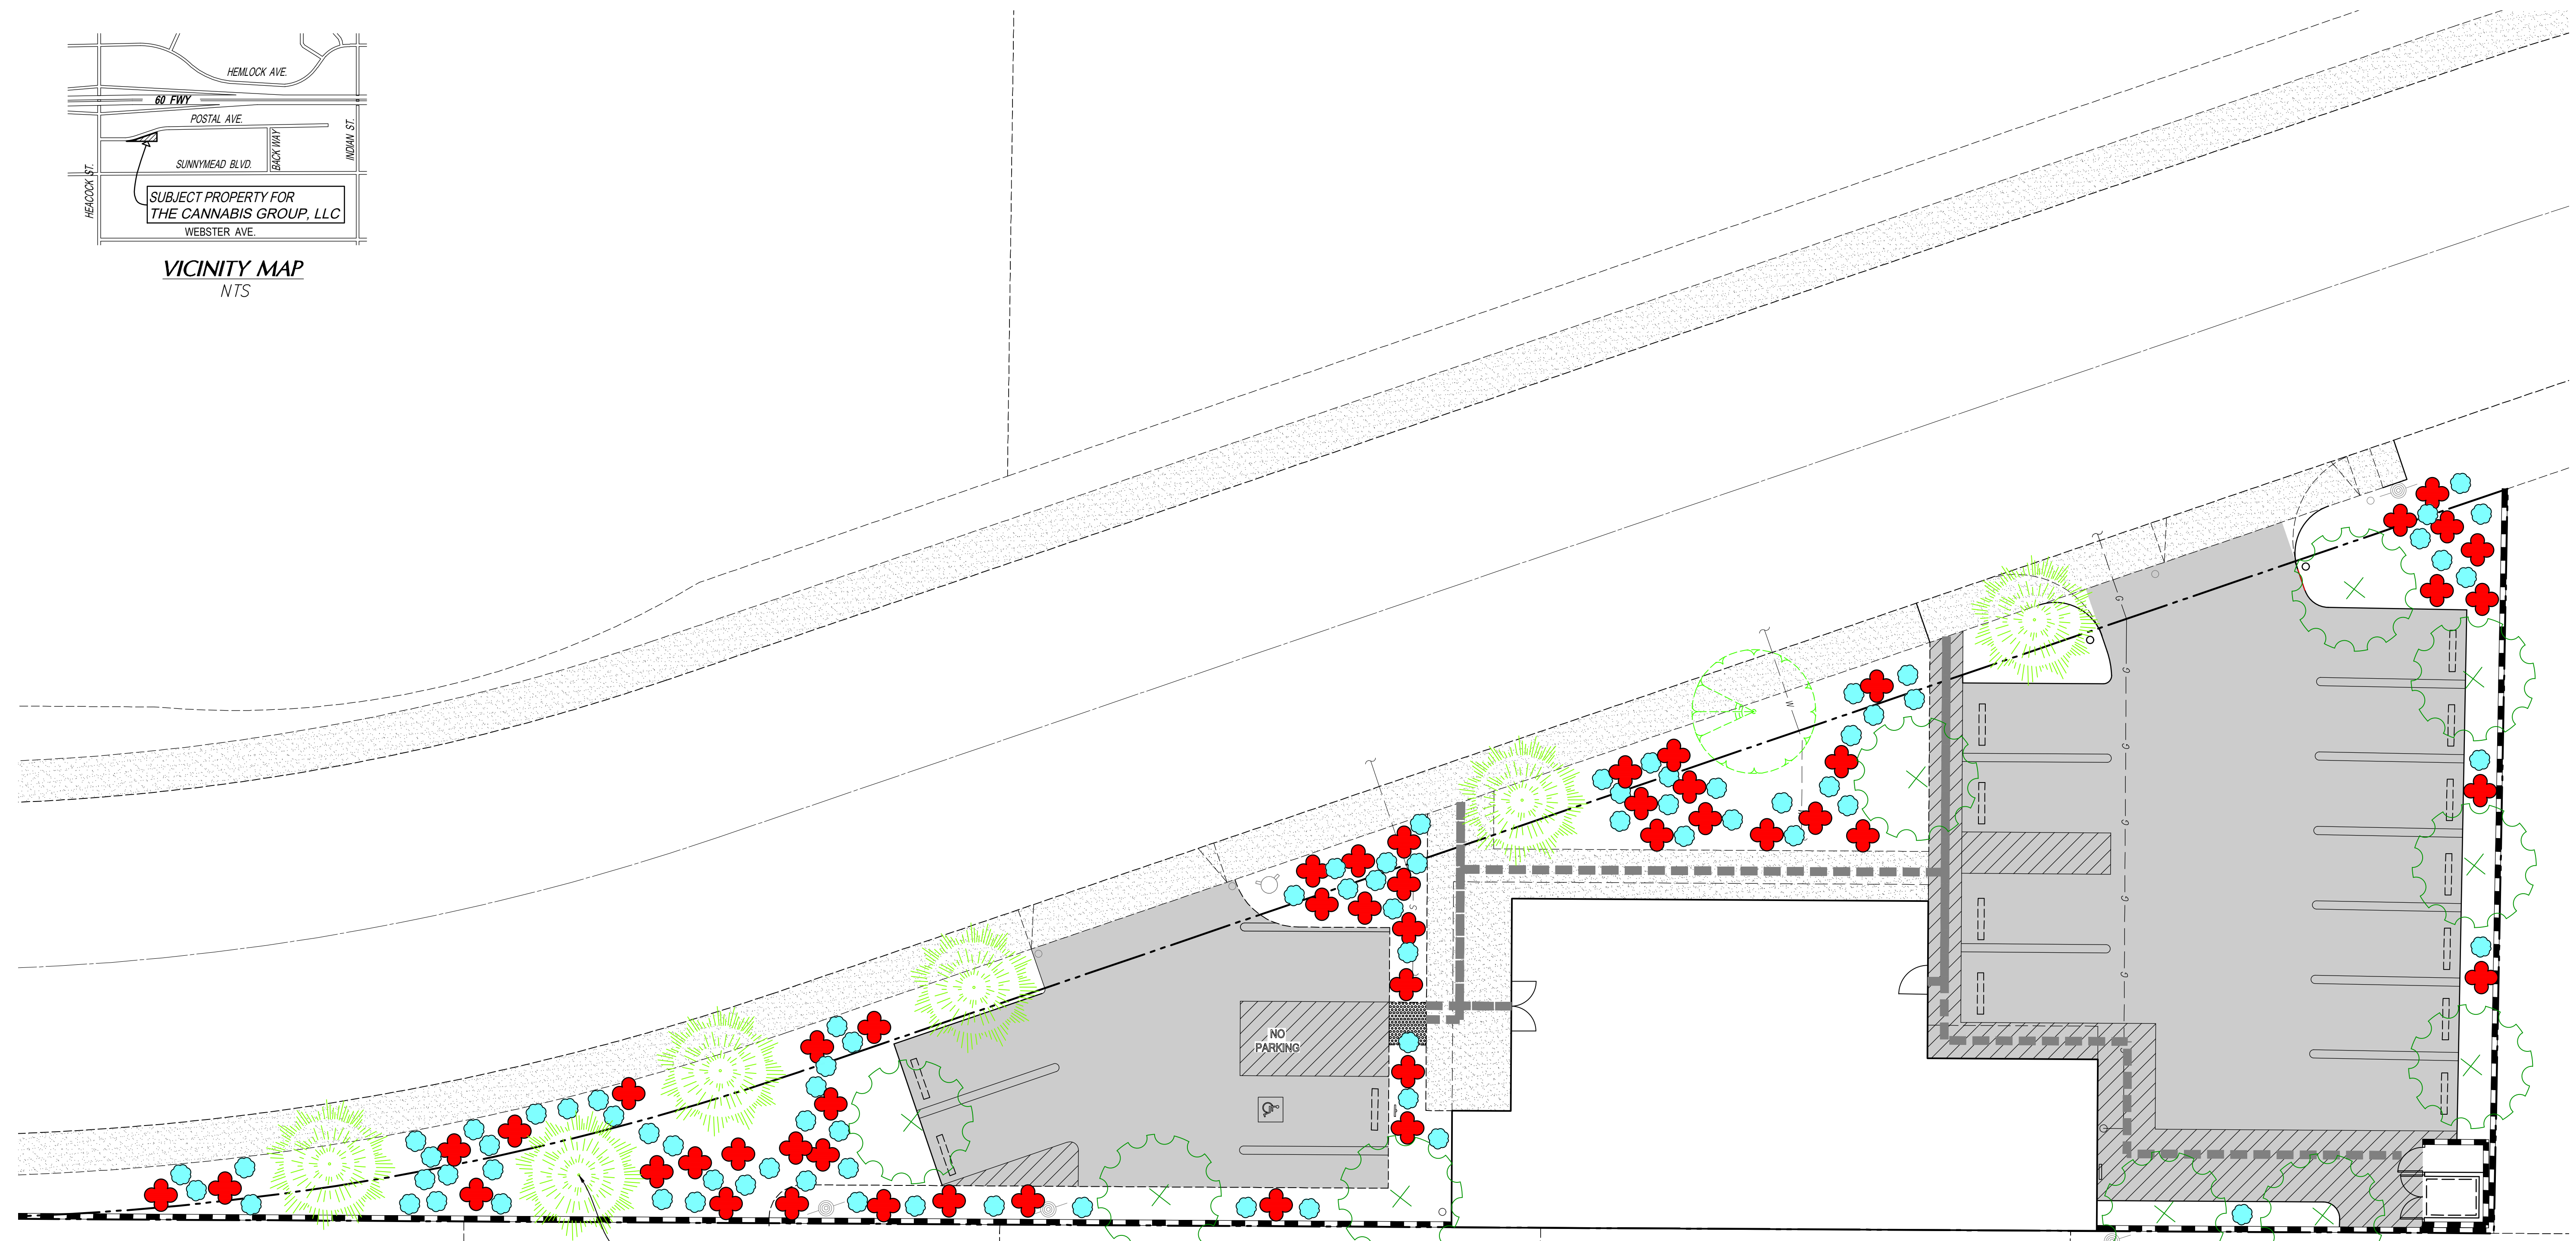 HEMLOCK AVE.
60 FWY
POSTAL AVE.
INDIAN ST.
BACK WAY
SUNNYMEAD BLVD.
HEACOCK ST.
SUBJECT PROPERTY FOR
THE CANNABIS GROUP, LLC
WEBSTER AVE.
VICINITY MAP
NTS
G
G
W
G
G
G
G
S
G
G
NO
PARKING